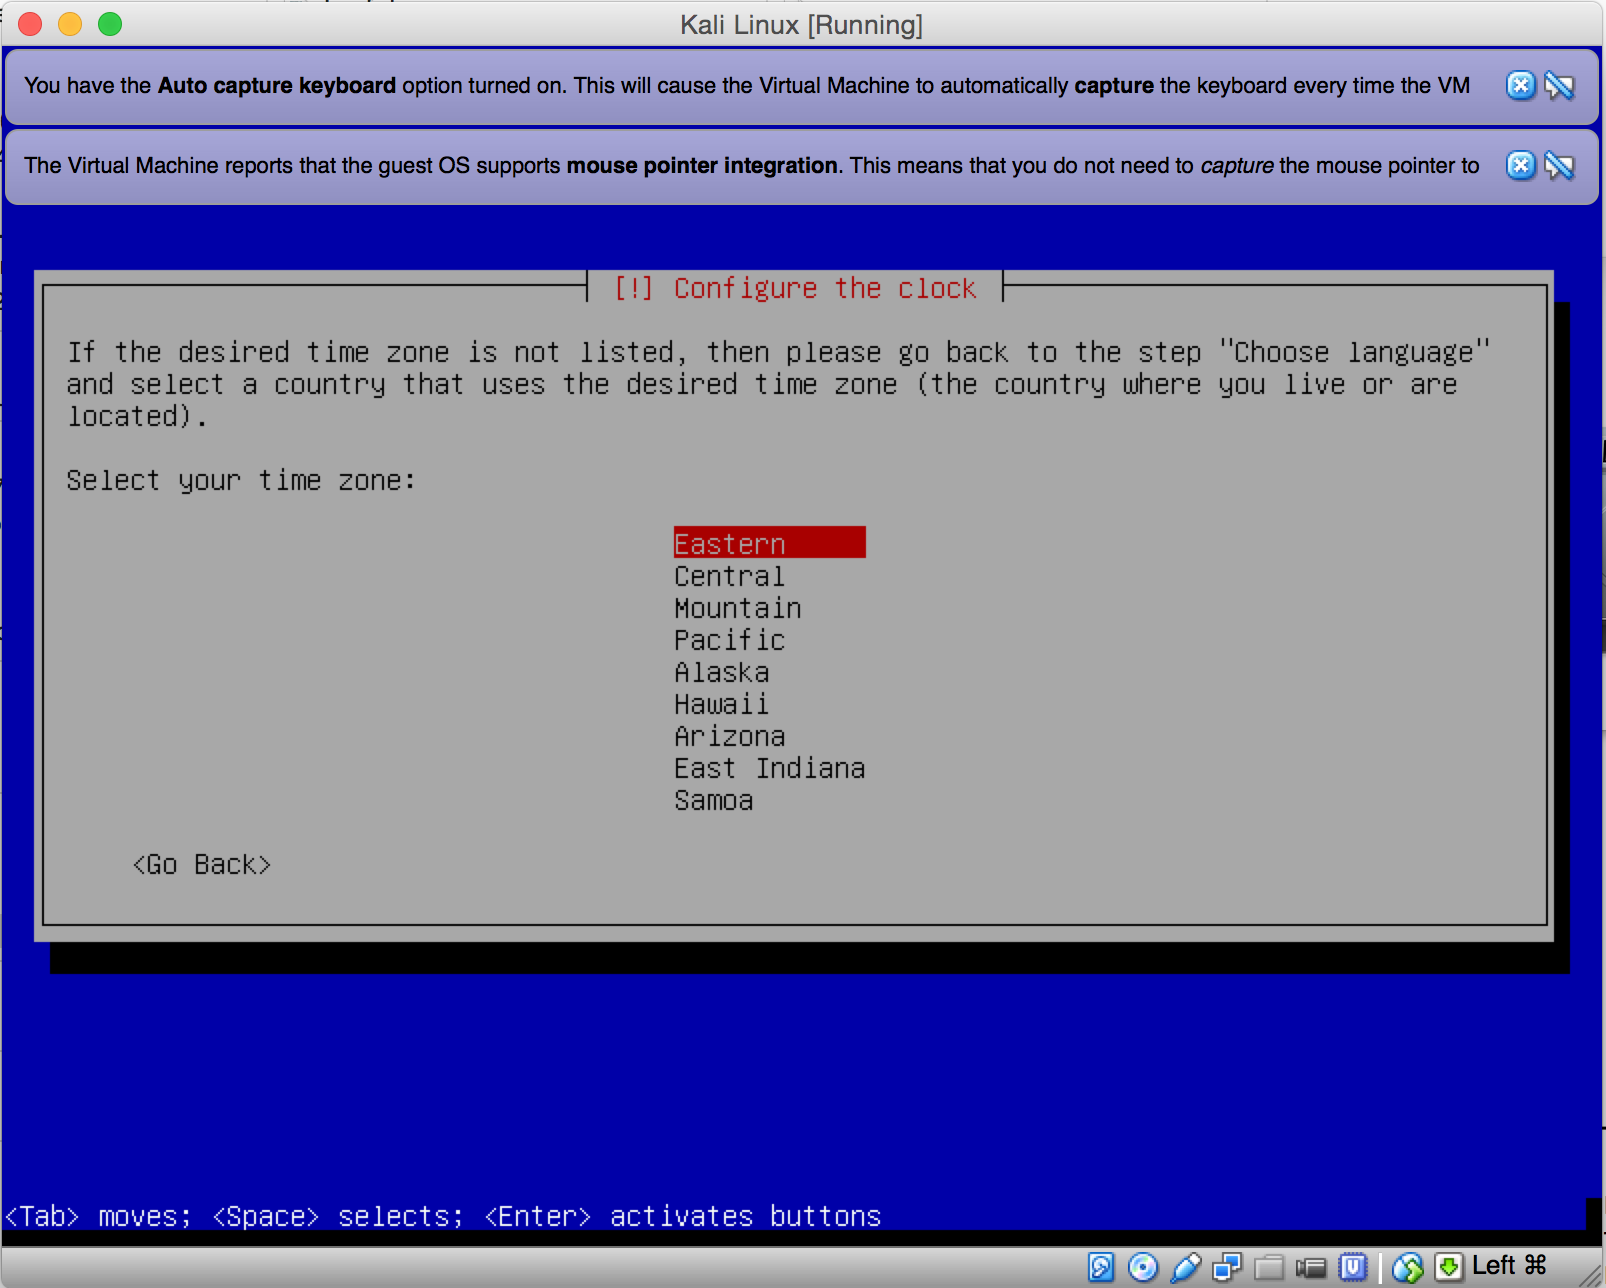 Kali Linux [Running]
You have the Auto capture keyboard option turned on. This will cause the Virtual Machine to automatically capture the keyboard every time the VM
The Virtual Machine reports that the guest OS supports mouse pointer integration. This means that you do not need to capture the mouse pointer to
[!] Configure the clock
If the desired time zone is not listed, then please go back to the step "Choose language"
and select a country that uses the desired time zone (the country where you live or are
located).
Select your time zone:
Eastern
Central
Mountain
Pacific
Alaska
Hawaii
Arizona
East Indiana
Samoa
<Go Back>
<Tab> moves; <Space> selects; <Enter> activates buttons
Left ⌘